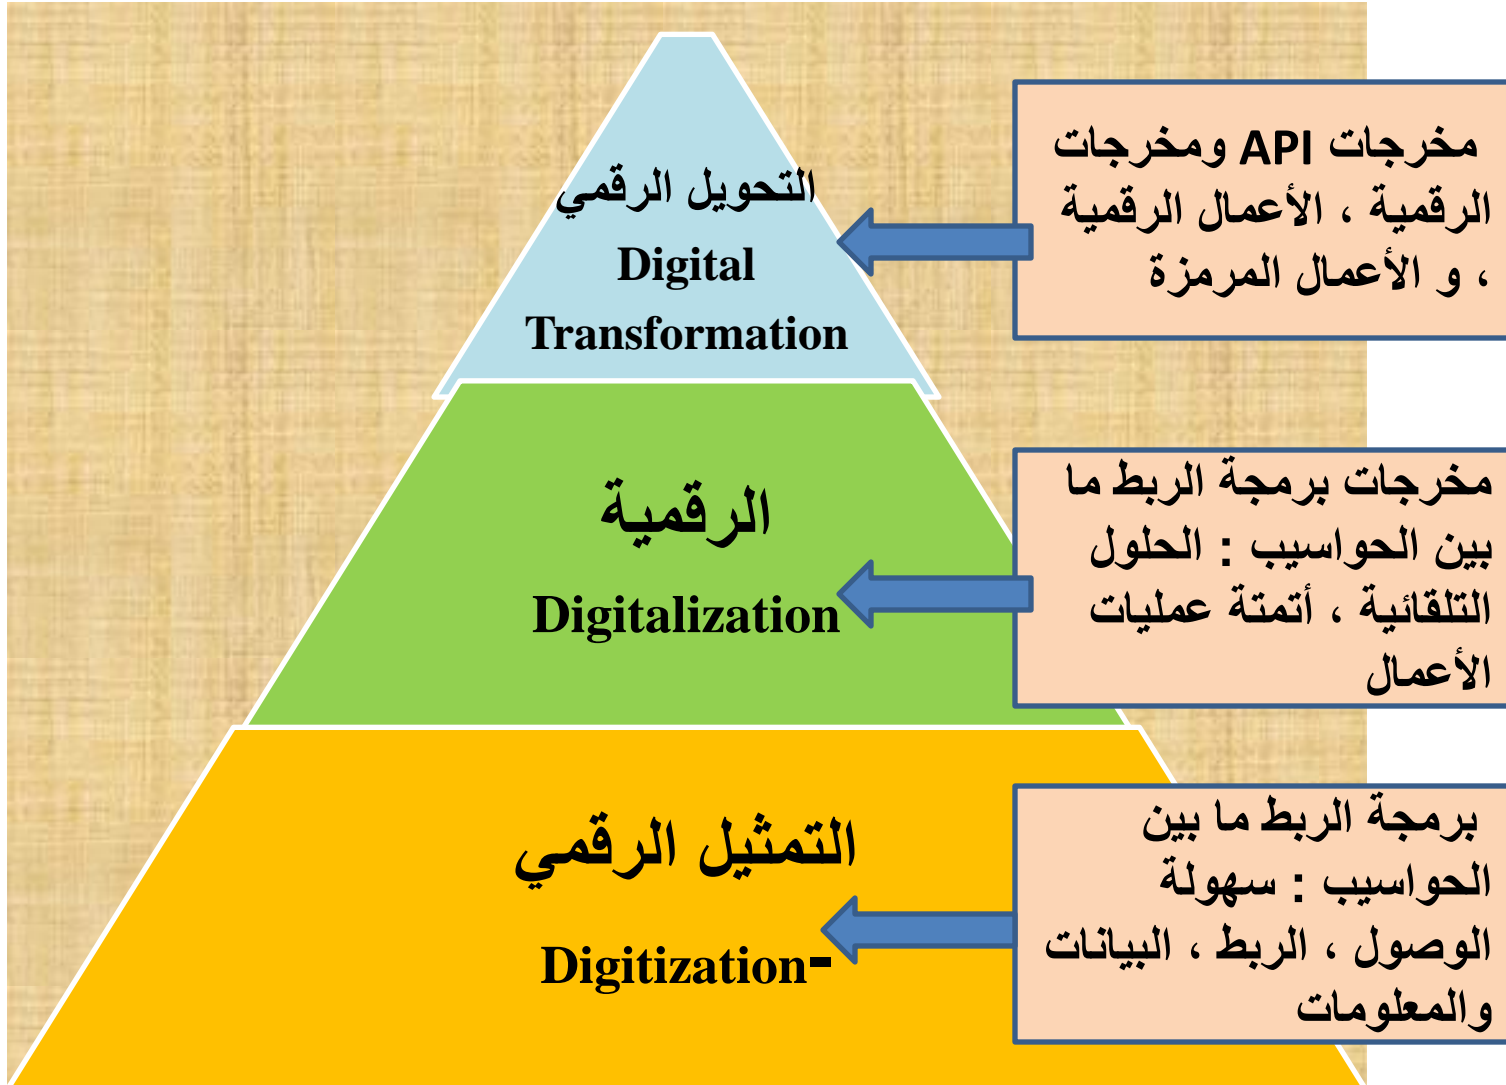 التحويل الرقمي
Digital
Transformation
مخرجات API ومخرجات
الرقمية ، الأعمال الرقمية
، و الأعمال المرمزة
الرقمية
Digitalization
مخرجات برمجة الربط ما
بين الحواسيب : الحلول
التلقائية ، أتمتة عمليات
الأعمال
التمثيل الرقمي
Digitization-
برمجة الربط ما بين
الحواسيب : سهولة
الوصول ، الربط ، البيانات
والمعلومات